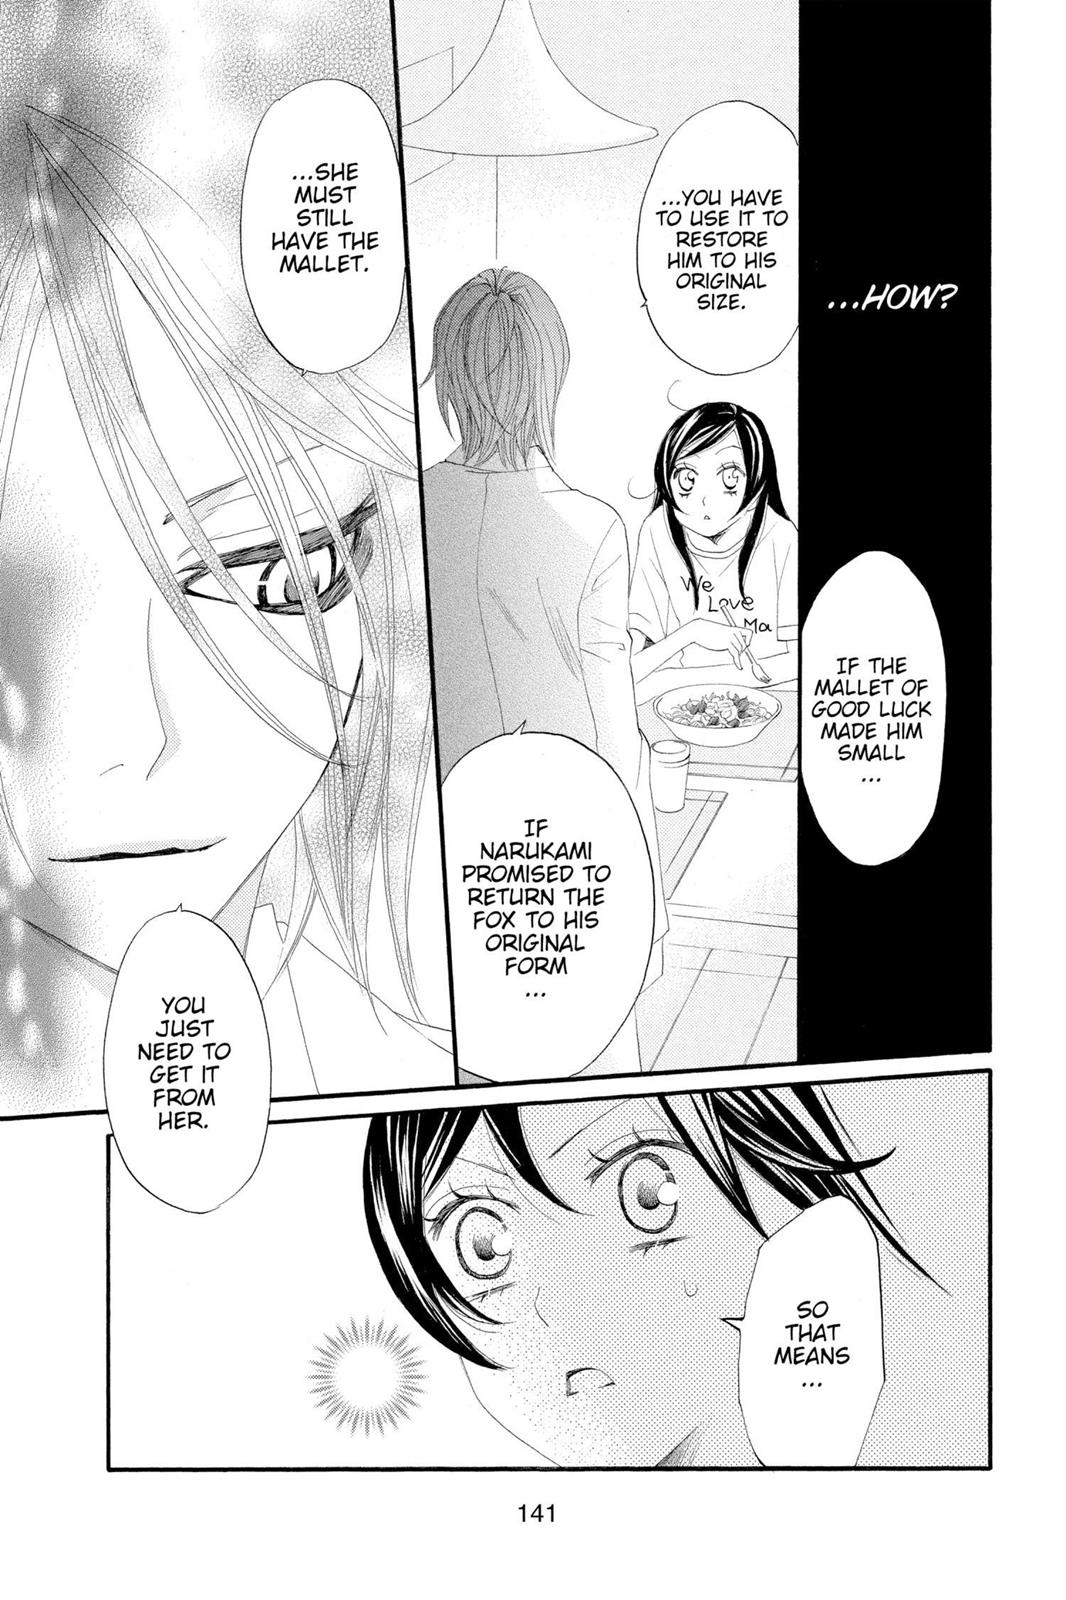 ...HOW?
IF THE
MALLET OF
GOOD LUCK
MADE HIM
SMALL
...
...YOU HAVE
TO USE IT TO
RESTORE
HIM TO HIS
ORIGINAL
SIZE.
We
Love
Ma
IF
NARUKAMI
PROMISED TO
RETURN THE
FOX TO HIS
ORIGINAL
FORM
...
...SHE
MUST
STILL
HAVE THE
MALLET.
YOU
JUST
NEED TO
GET IT
FROM
HER.
SO
THAT
MEANS
...
141